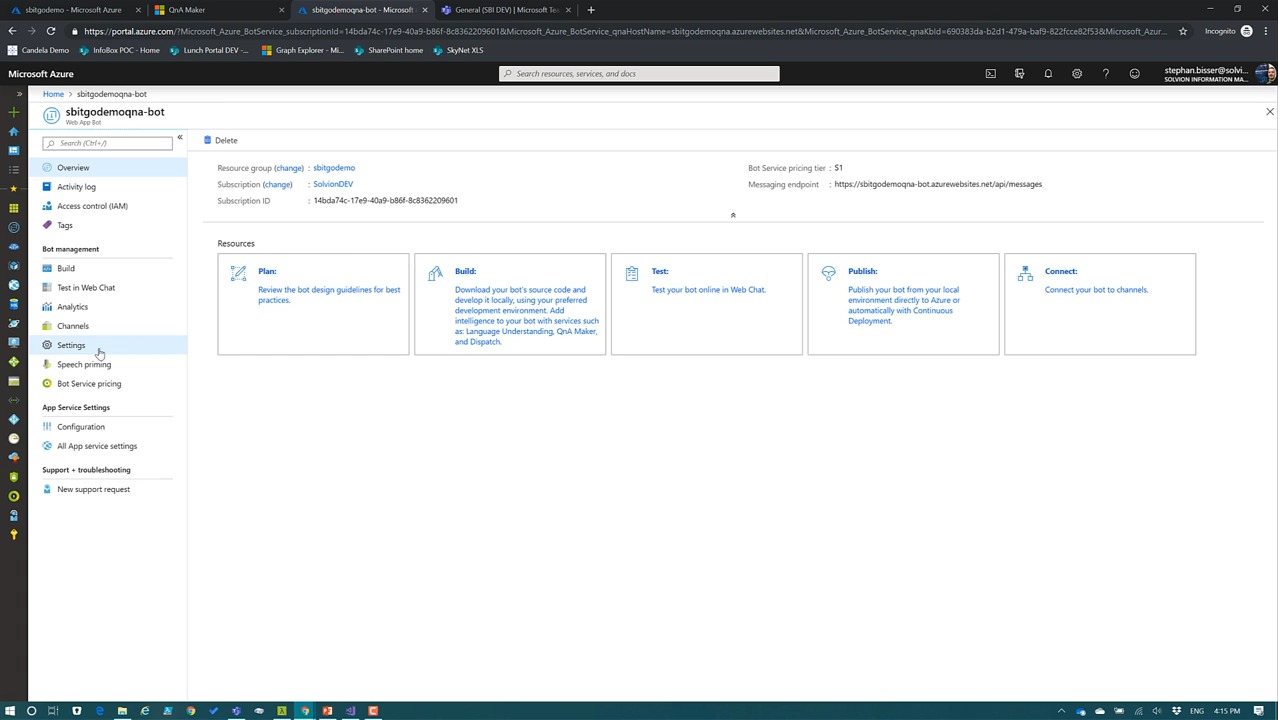 sbitgodemo - Microsoft Azure
QnA Maker
sbitgodemoqna-bot - Microsoft
General (SBI DEV) | Microsoft Te
Incognito
Candela Demo
InfoBox POC - Home
Lunch Portal DEV -...
Graph Explorer - Mi...
SharePoint home
SkyNet XLS
Microsoft Azure
Search resources, services, and docs
stephan.bisser@solvi...
SOLVION INFORMATION MA...
Home > sbitgodemoqna-bot
sbitgodemoqna-bot
Web App Bot
Search (Ctrl+/)
Overview
Activity log
Access control (IAM)
Tags
Bot management
Build
Test in Web Chat
Analytics
Channels
Settings
Speech priming
Bot Service pricing
App Service Settings
Configuration
All App service settings
Support + troubleshooting
New support request
Delete
Resource group (change) : sbitgodemo
Subscription (change) : SolvionDEV
Subscription ID : 14bda74c-17e9-40a9-b86f-8c8362209601
Bot Service pricing tier : S1
Messaging endpoint : https://sbitgodemoqna-bot.azurewebsites.net/api/messages
Resources
Plan:
Review the bot design guidelines for best
practices.
Build:
Download your bot's source code and
develop it locally, using your preferred
development environment. Add
intelligence to your bot with services such
as: Language Understanding, QnA Maker,
and Dispatch.
Test:
Test your bot online in Web Chat.
Publish:
Publish your bot from your local
environment directly to Azure or
automatically with Continuous
Deployment.
Connect:
Connect your bot to channels.
ENG
4:15 PM